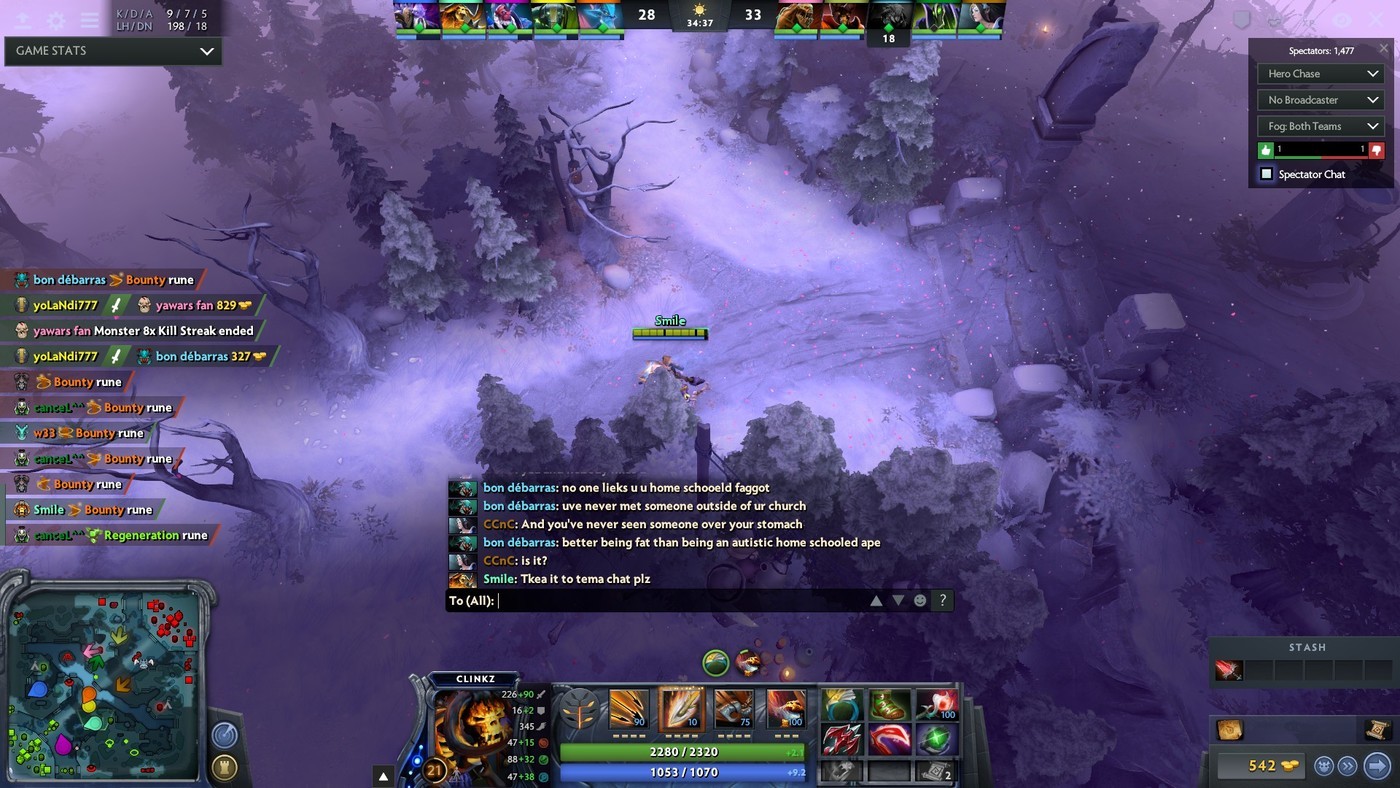 K / D / A 9 / 7 / 5
LH / DN 198 / 18
28 34:37 33
18
GAME STATS
Spectators: 1,477
Hero Chase
No Broadcaster
Fog: Both Teams
1 1
Spectator Chat
bon débarras Bounty rune
yoLaNdi777 yawars fan 829
yawars fan Monster 8x Kill Streak ended
yoLaNdi777 bon débarras 327
Bounty rune
canceL^^ Bounty rune
w33 Bounty rune
canceL^^ Bounty rune
Bounty rune
Smile Bounty rune
canceL^^ Regeneration rune
Smile
bon débarras: no one lieks u u home schooeld faggot
bon débarras: uve never met someone outside of ur church
CCnC: And you've never seen someone over your stomach
bon débarras: better being fat than being an autistic home schooled ape
CCnC: is it?
Smile: Tkea it to tema chat plz
To (All):
?
STASH
CLINKZ
226+90
16+2
345
47+15
88+32
47+38
21
90
10
75
100
100
2280 / 2320 +2.1
1053 / 1070 +9.2
2
542